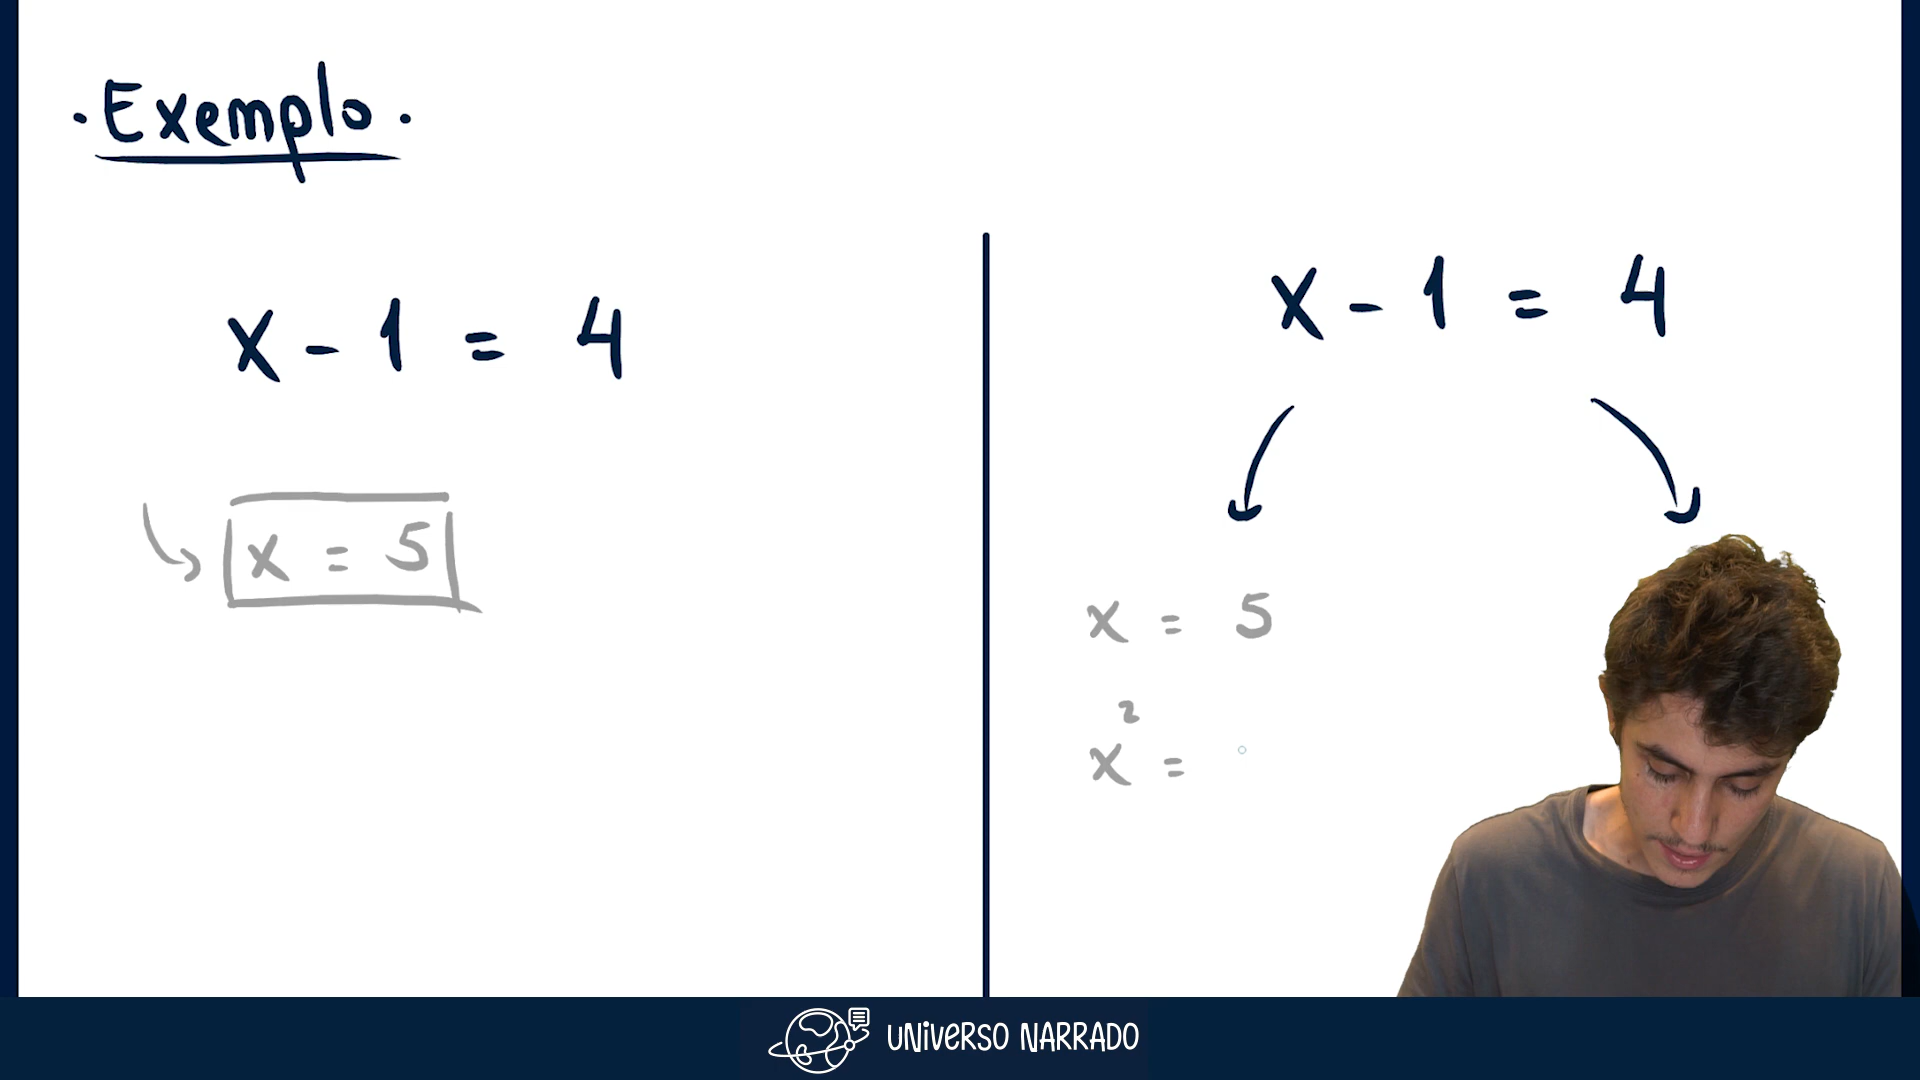 · Exemplo ·
x - 1 = 4
x = 5
x - 1 = 4
x = 5
x² =
UNIVERSO NARRADO